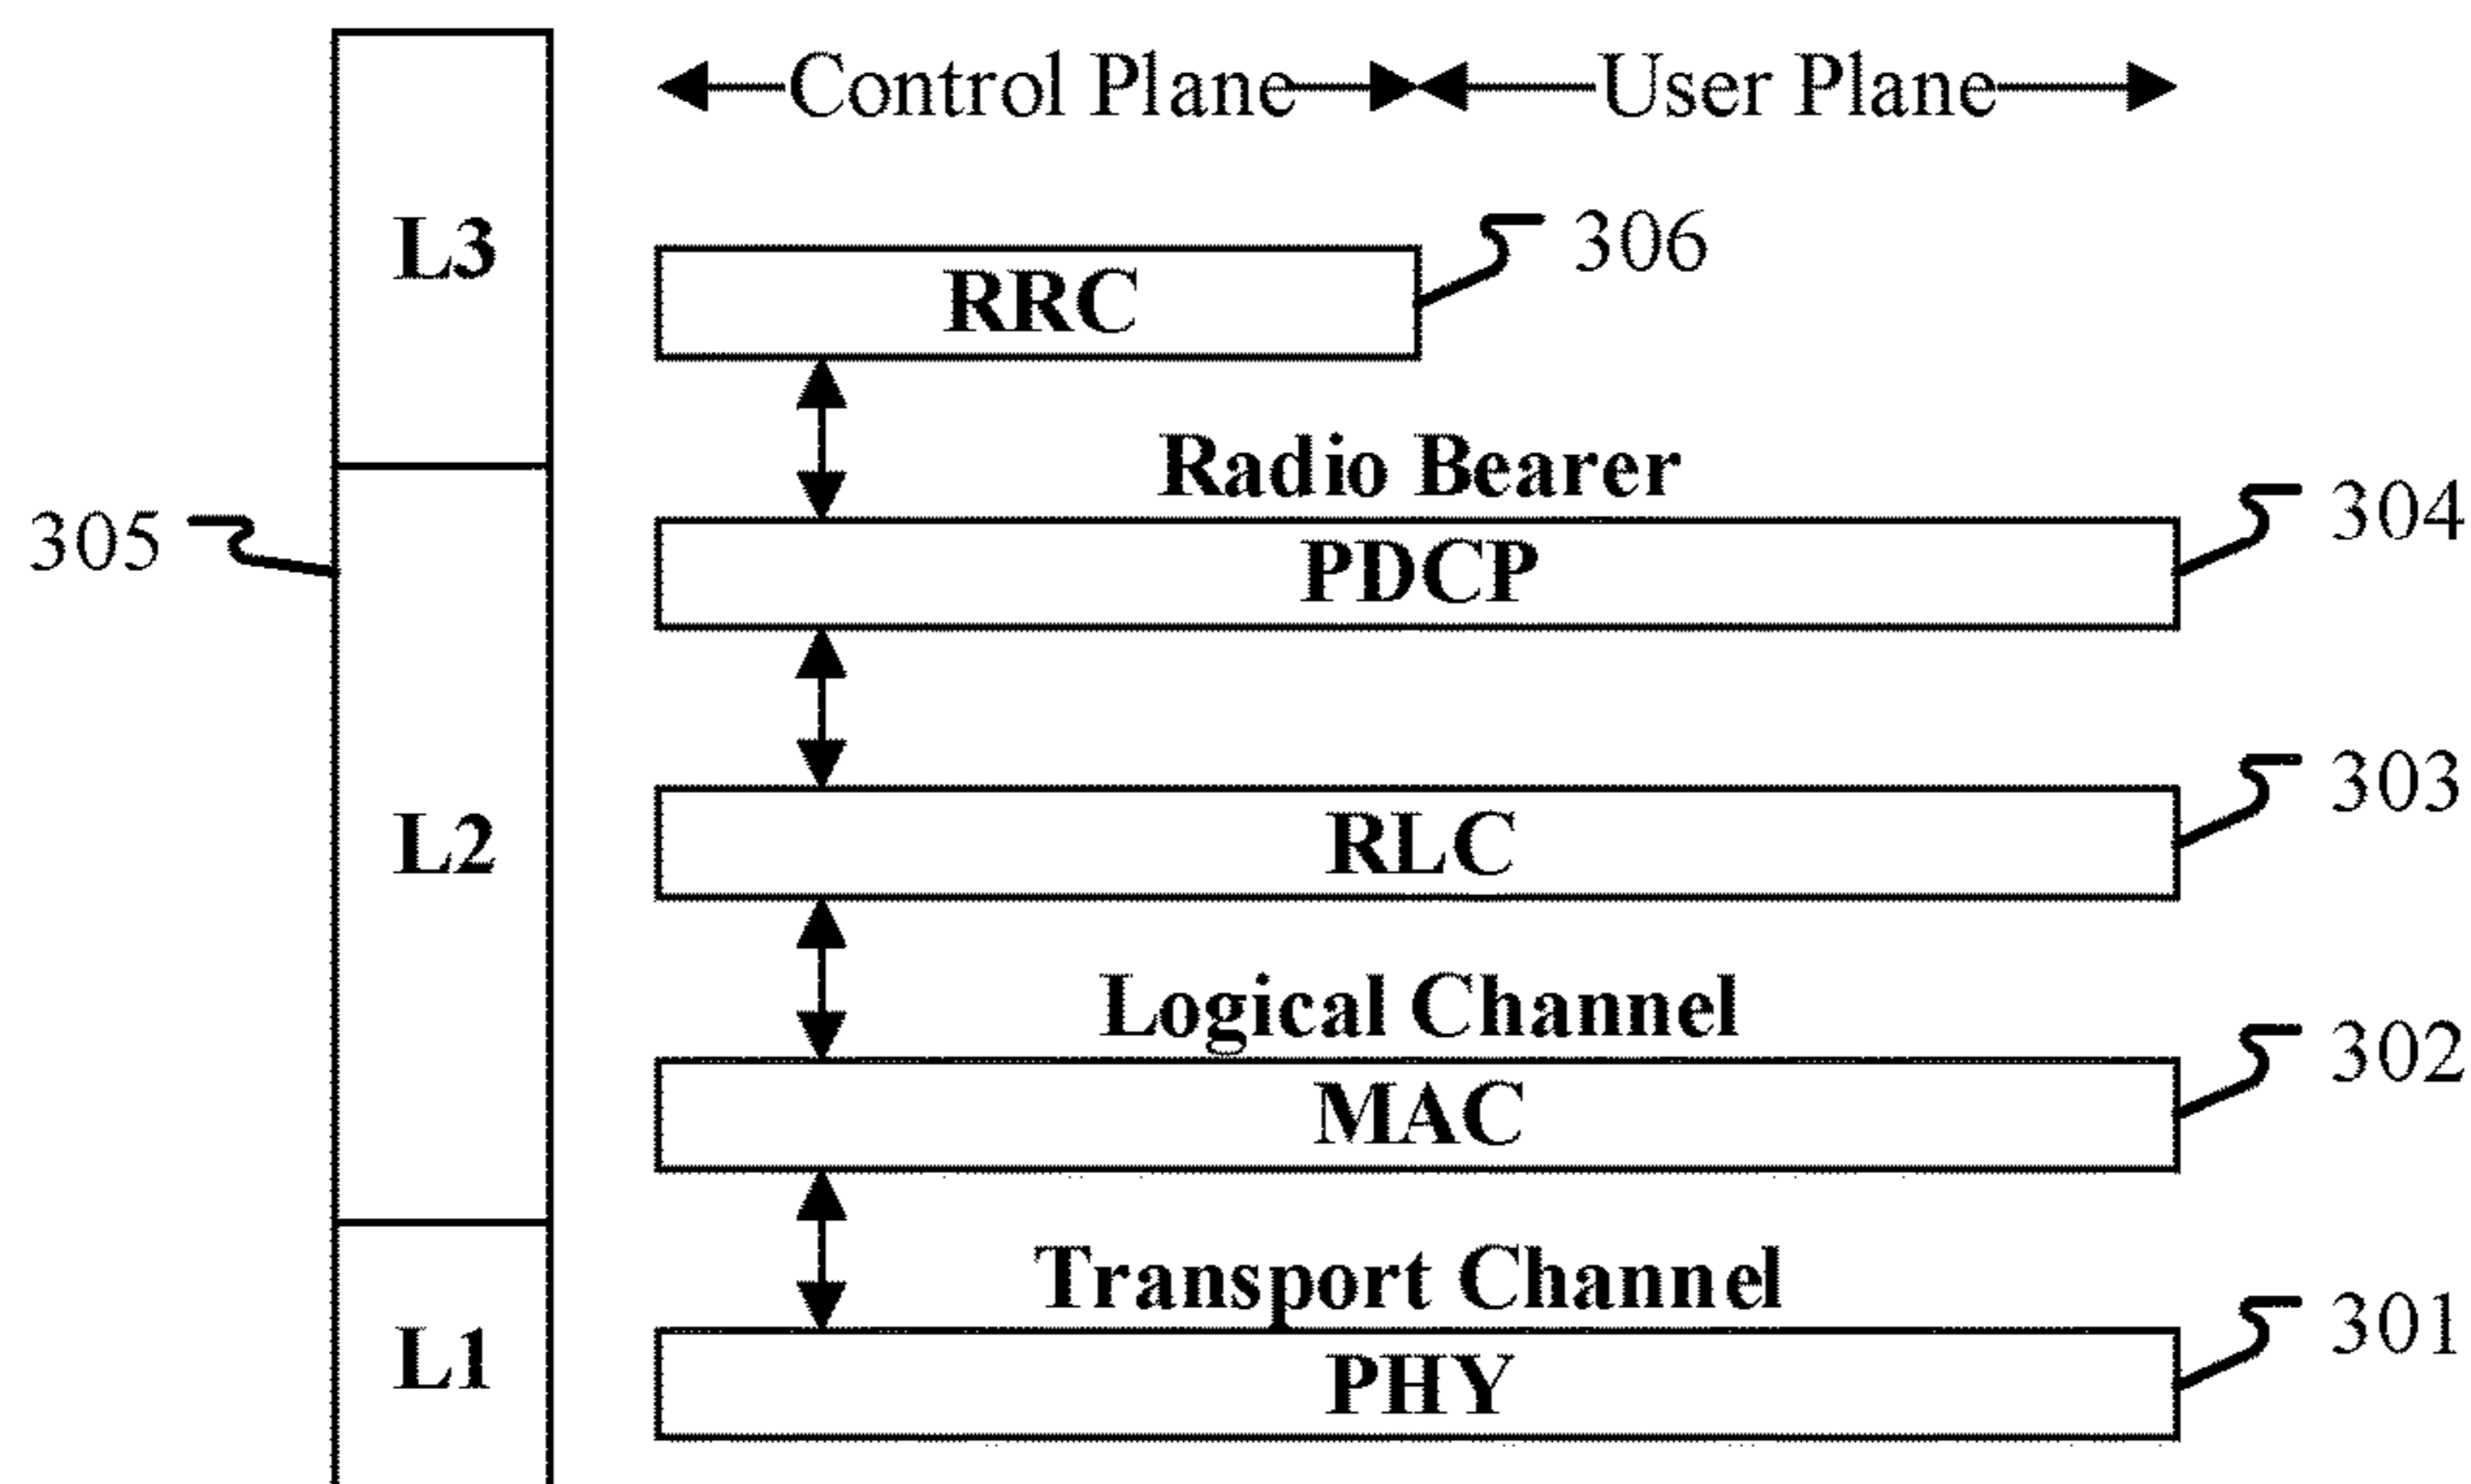 Control Plane User Plane
L3
RRC
306
Radio Bearer
305
PDCP
304
L2
RLC
303
Logical Channel
MAC
302
Transport Channel
L1
PHY
301